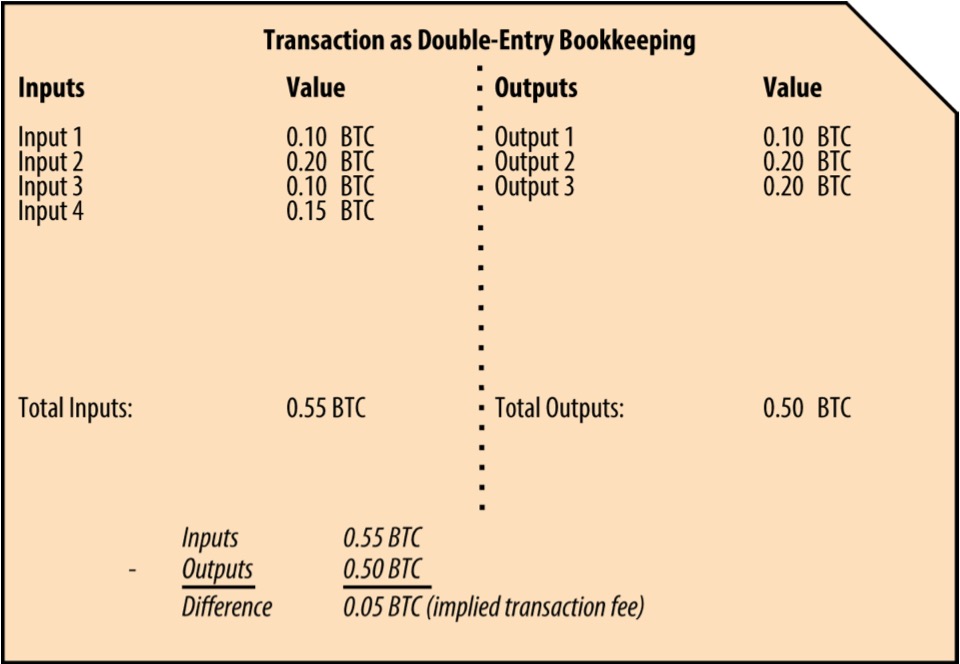 Transaction as Double-Entry Bookkeeping
Inputs Value Outputs Value
Input 1 0.10 BTC Output 1 0.10 BTC
Input 2 0.20 BTC Output 2 0.20 BTC
Input 3 0.10 BTC Output 3 0.20 BTC
Input 4 0.15 BTC
Total Inputs: 0.55 BTC Total Outputs: 0.50 BTC
Inputs 0.55 BTC
- Outputs 0.50 BTC
Difference 0.05 BTC (implied transaction fee)